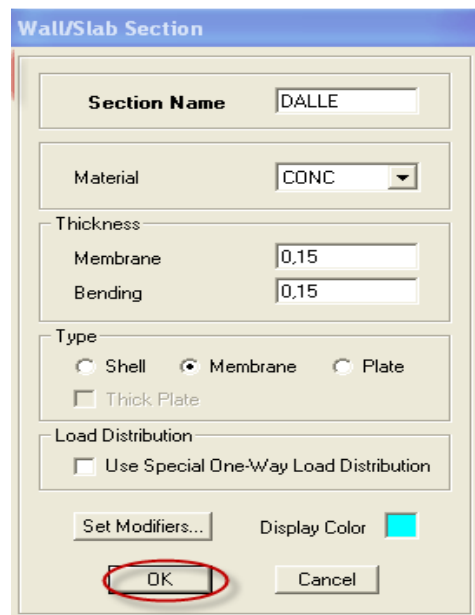 Wall/Slab Section
Section Name DALLE
Material CONC
Thickness
Membrane 0,15
Bending 0,15
Type
Shell Membrane Plate
Thick Plate
Load Distribution
Use Special One-Way Load Distribution
Set Modifiers... Display Color
OK Cancel